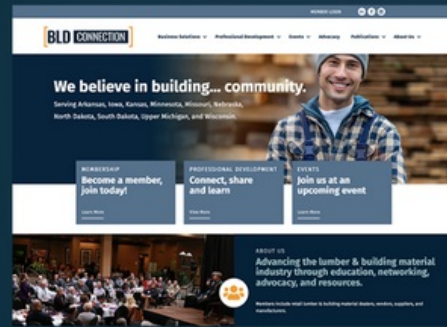 MEMBER LOGIN
BLD CONNECTION
Business Solutions Professional Development Events Advocacy Publications About Us
We believe in building... community.
Serving Arkansas, Iowa, Kansas, Minnesota, Missouri, Nebraska,
North Dakota, South Dakota, Upper Michigan, and Wisconsin.
MEMBERSHIP
Become a member,
join today!
Learn More
PROFESSIONAL DEVELOPMENT
Connect, share
and learn
View More
EVENTS
Join us at an
upcoming event
Learn More
ABOUT US
Advancing the lumber & building material
industry through education, networking,
advocacy, and resources.
Members include retail lumber & building material dealers, vendors, suppliers, and
manufacturers.